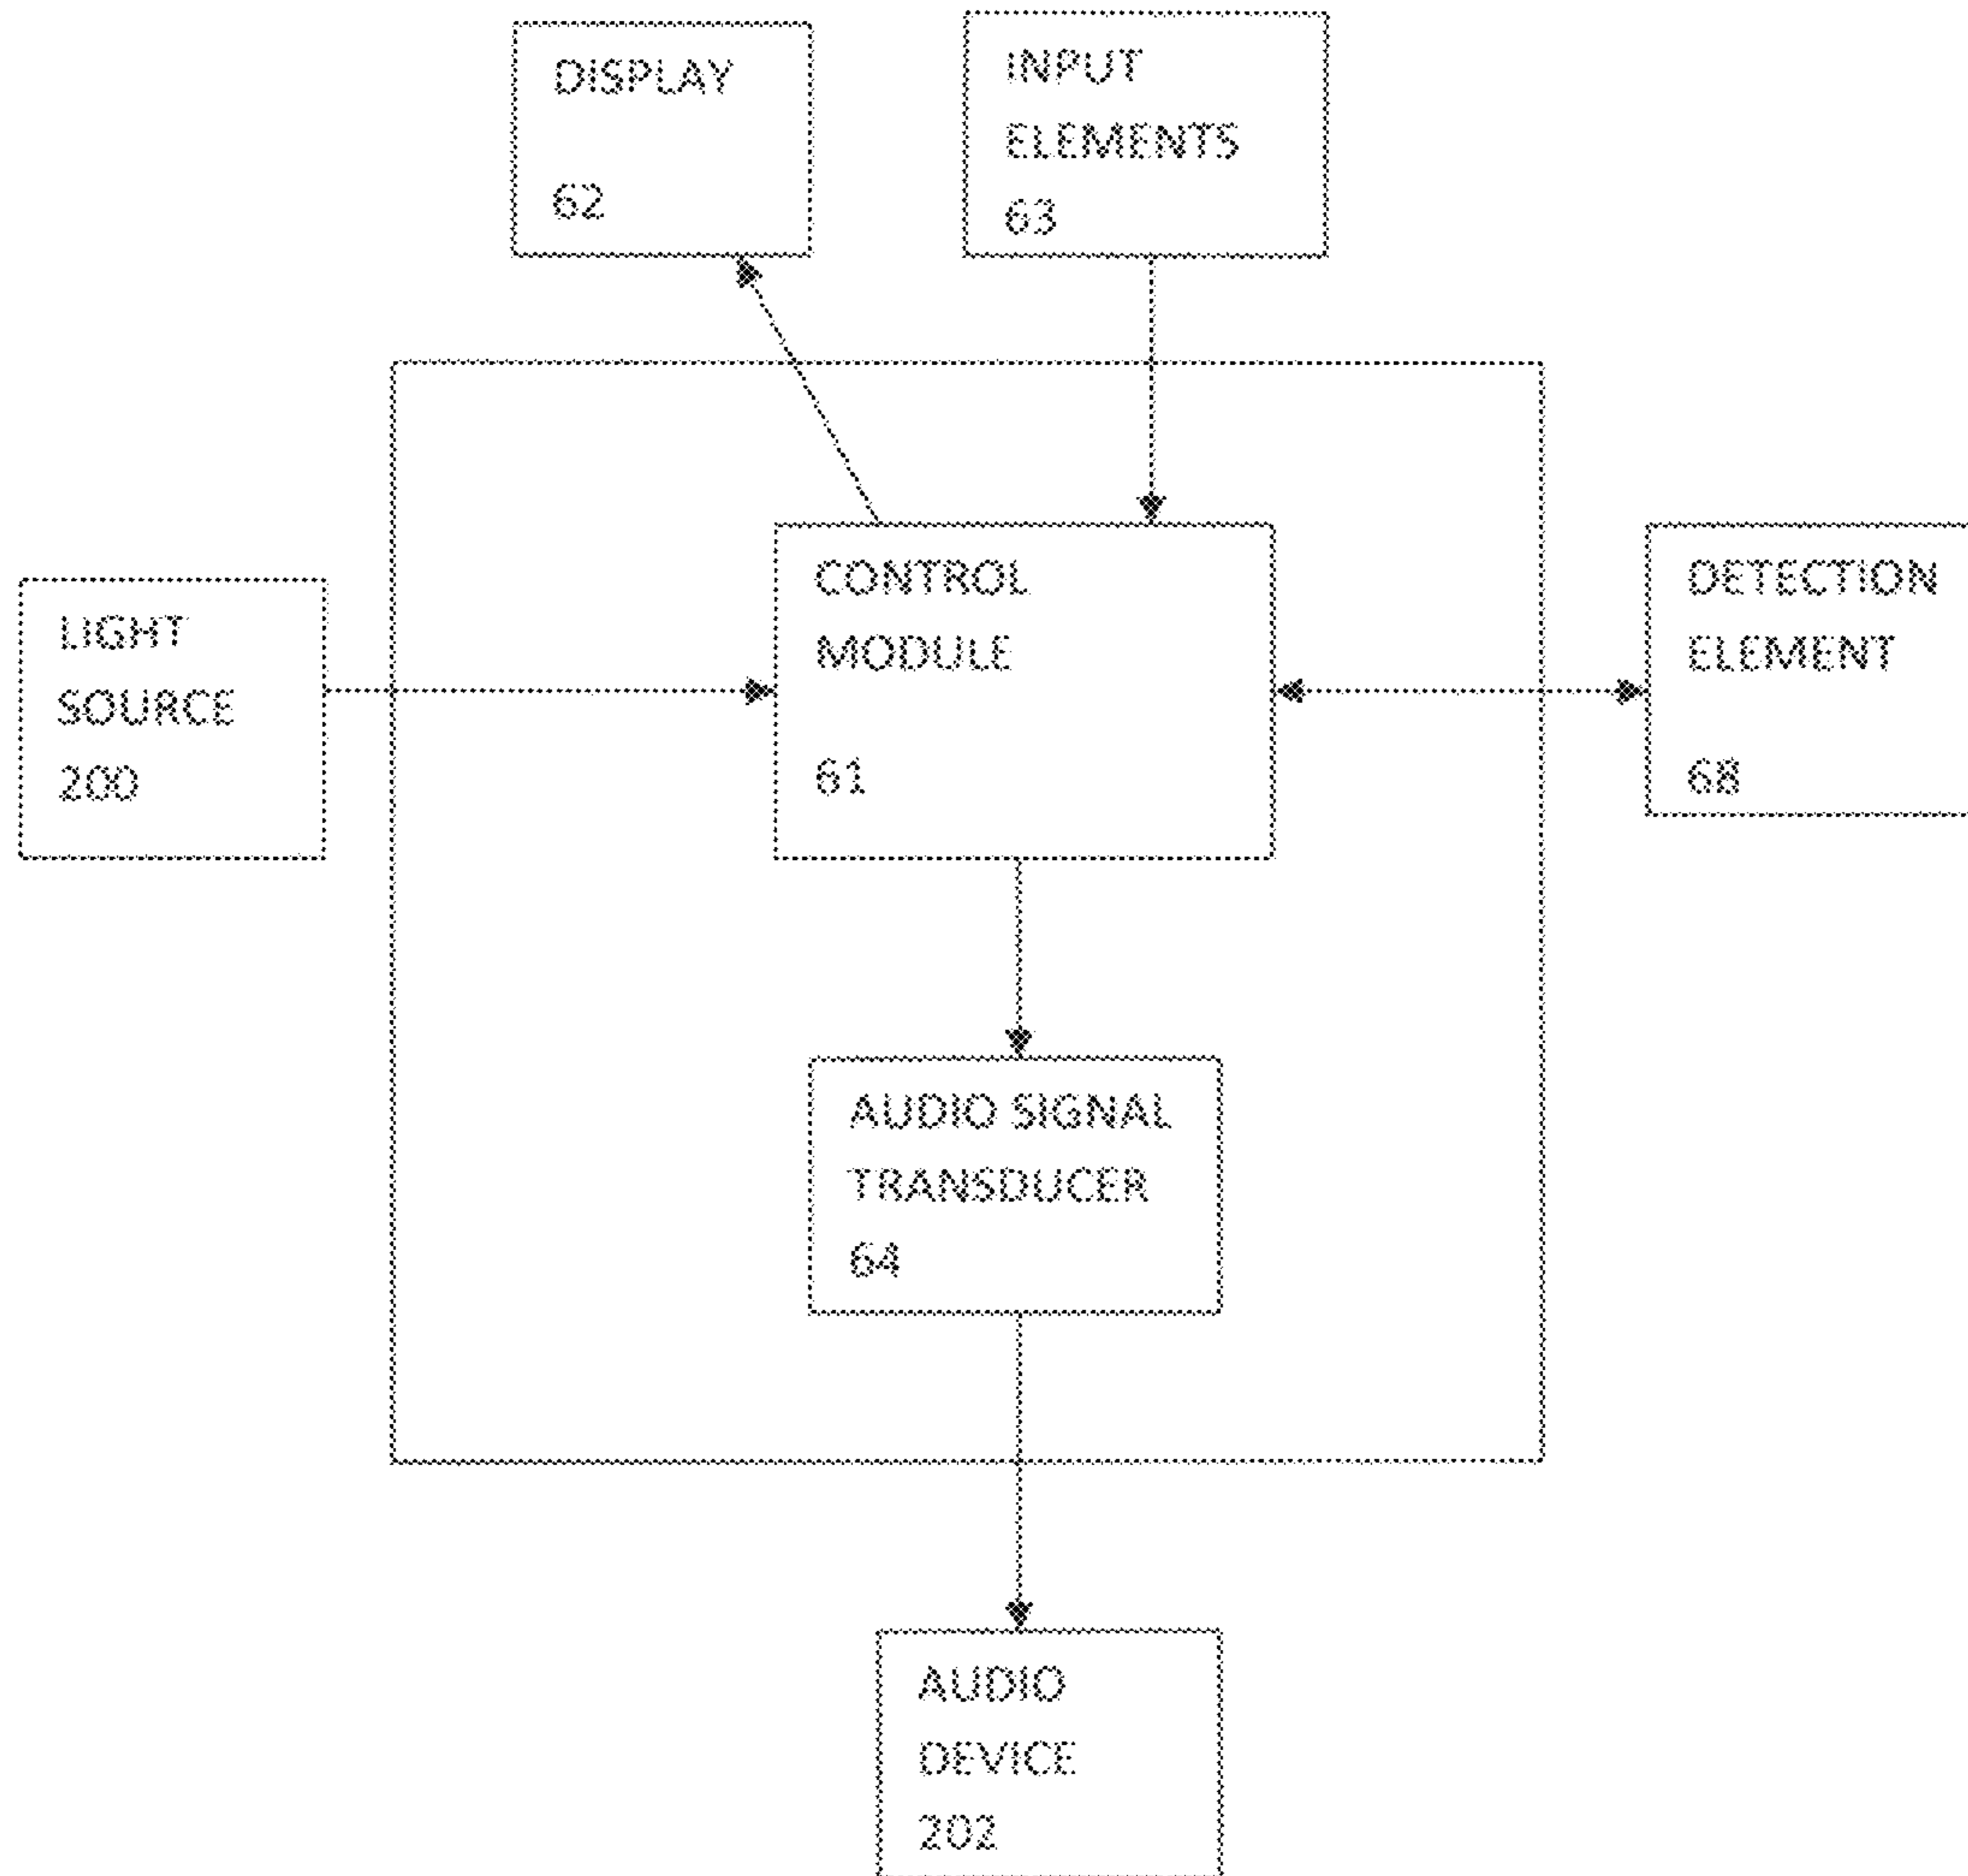 DISPLAY
62
INPUT
ELEMENTS
63
LIGHT
SOURCE
200
CONTROL
MODULE
61
DETECTION
ELEMENT
68
AUDIO SIGNAL
TRANSDUCER
64
AUDIO
DEVICE
202